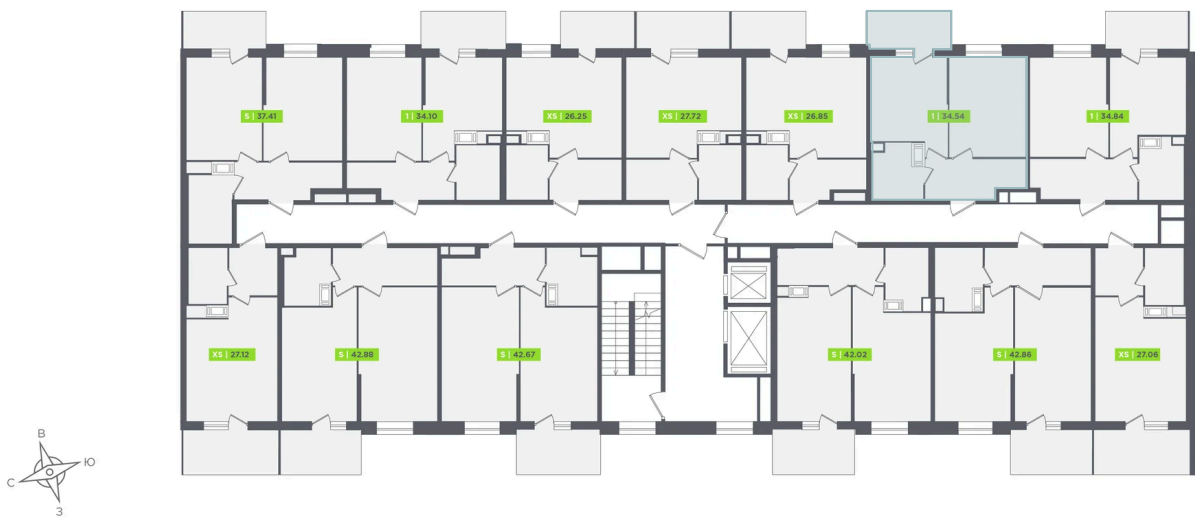 S | 37.41
1 | 34.10
XS | 26.25
XS | 27.72
XS | 26.85
1 | 34.54
1 | 34.84
XS | 27.12
S | 42.88
S | 42.67
S | 42.02
S | 42.86
XS | 27.06
В
Ю
С
З